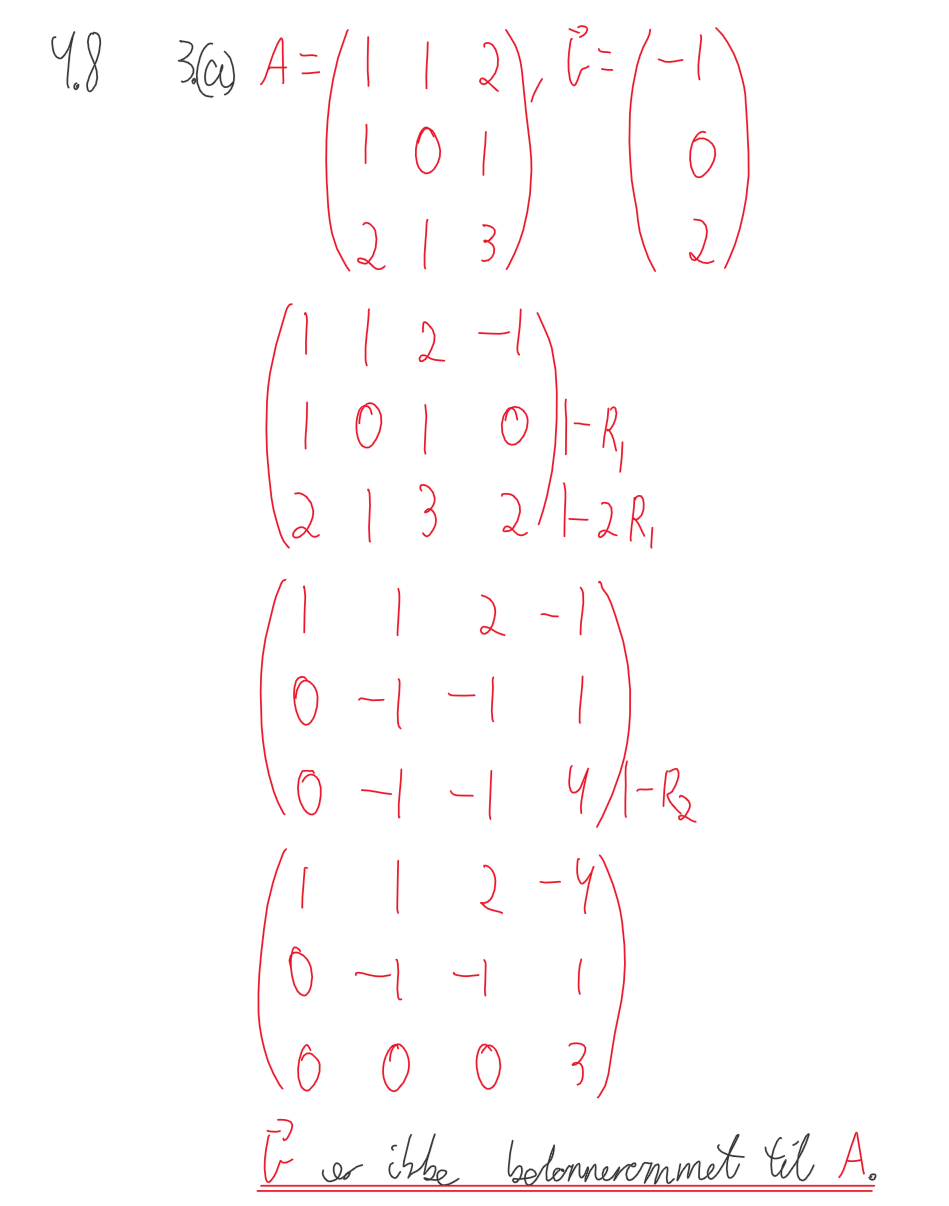 4.8 3.(a) A = (1 1 2), b⃗ = (-1)
1 0 1 0
2 1 3 2
1 1 2 -1
1 0 1 0 |-R₁
2 1 3 2 |-2R₁
1 1 2 -1
0 -1 -1 1
0 -1 -1 4 |-R₂
1 1 2 -4
0 -1 -1 1
0 0 0 3
b⃗ er ikke i kolonnerommet til A.